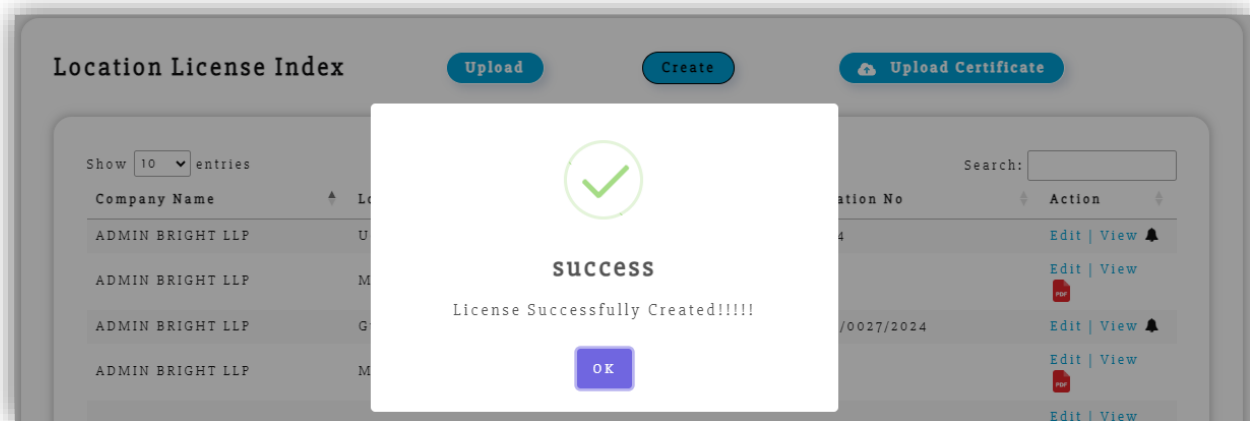 Location License Index
Upload
Create
Upload Certificate
Show 10 entries
Search:
Company Name
Action
ADMIN BRIGHT LLP
Edit | View
ADMIN BRIGHT LLP
Edit | View
PDF
ADMIN BRIGHT LLP
/0027/2024
Edit | View
ADMIN BRIGHT LLP
Edit | View
PDF
Edit | View
success
License Successfully Created!!!!!
OK